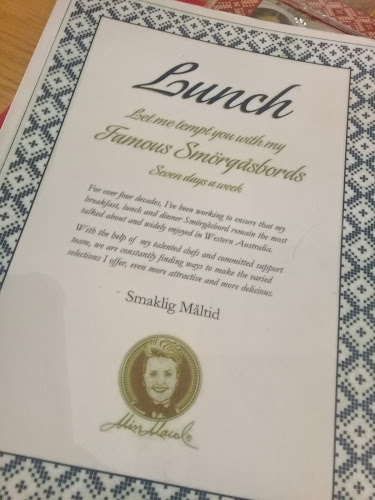 Lunch
Let me tempt you with my
Famous Smörgåsbords
Seven days a week
For over four decades, I've been working to ensure that my
breakfast, lunch and dinner Smörgåsbord remain the most
talked about and widely enjoyed in Western Australia.
With the help of my talented chefs and committed support
team, we are constantly finding ways to make the varied
selections I offer, even more attractive and more delicious.
Smaklig Måltid
Miss Maud®